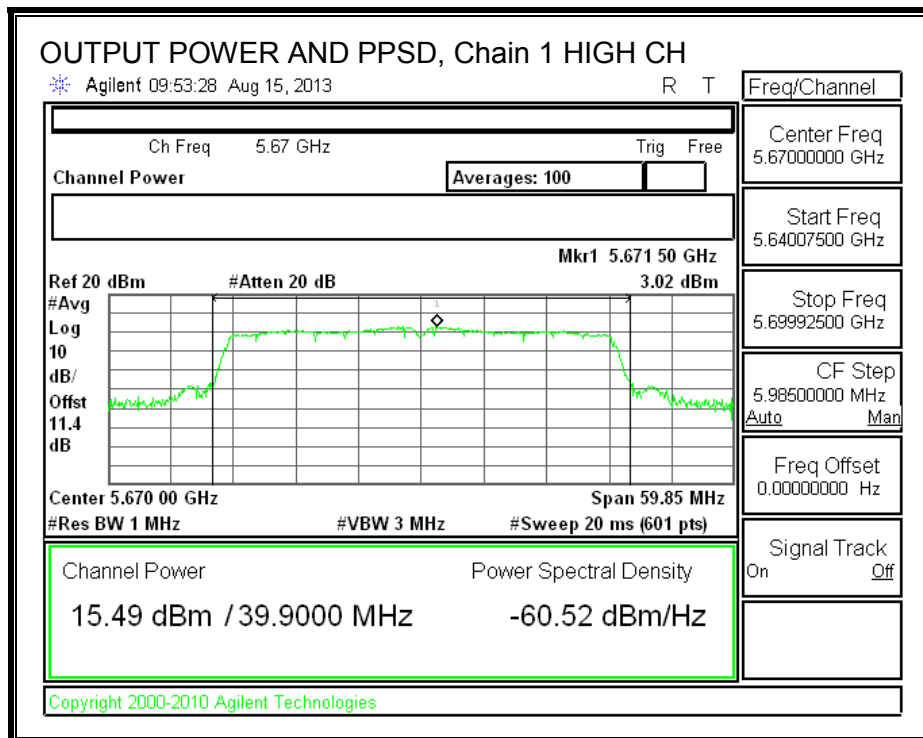 OUTPUT POWER AND PPSD, Chain 1 HIGH CH
Agilent 09:53:28 Aug 15, 2013 R T
Freq/Channel
Ch Freq 5.67 GHz Trig Free
Channel Power Averages: 100
Mkr1 5.671 50 GHz
Ref 20 dBm #Atten 20 dB 3.02 dBm
#Avg
Log
10
dB/
Offst
11.4
dB
1
Center 5.670 00 GHz Span 59.85 MHz
#Res BW 1 MHz #VBW 3 MHz #Sweep 20 ms (601 pts)
Channel Power Power Spectral Density
15.49 dBm / 39.9000 MHz -60.52 dBm/Hz
Center Freq
5.67000000 GHz
Start Freq
5.64007500 GHz
Stop Freq
5.69992500 GHz
CF Step
5.98500000 MHz
Auto Man
Freq Offset
0.00000000 Hz
Signal Track
On Off
Copyright 2000-2010 Agilent Technologies